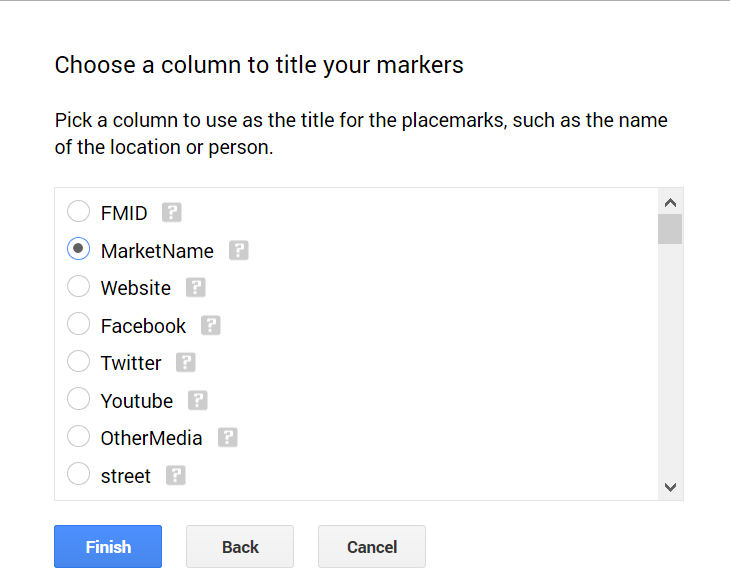 Choose a column to title your markers
Pick a column to use as the title for the placemarks, such as the name
of the location or person.
FMID ?
MarketName ?
Website ?
Facebook ?
Twitter ?
Youtube ?
OtherMedia ?
street ?
Finish Back Cancel